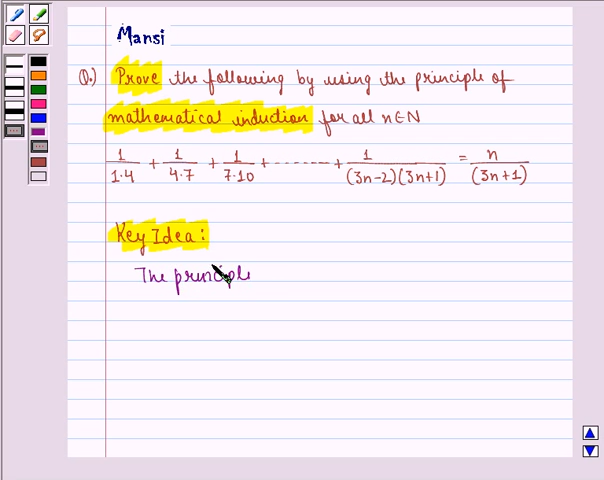 Mansi
Q.) Prove the following by using the principle of
mathematical induction for all n∈N
1/(1·4) + 1/(4·7) + 1/(7·10) + ........ + 1/((3n-2)(3n+1)) = n/(3n+1)
Key Idea:
The principle